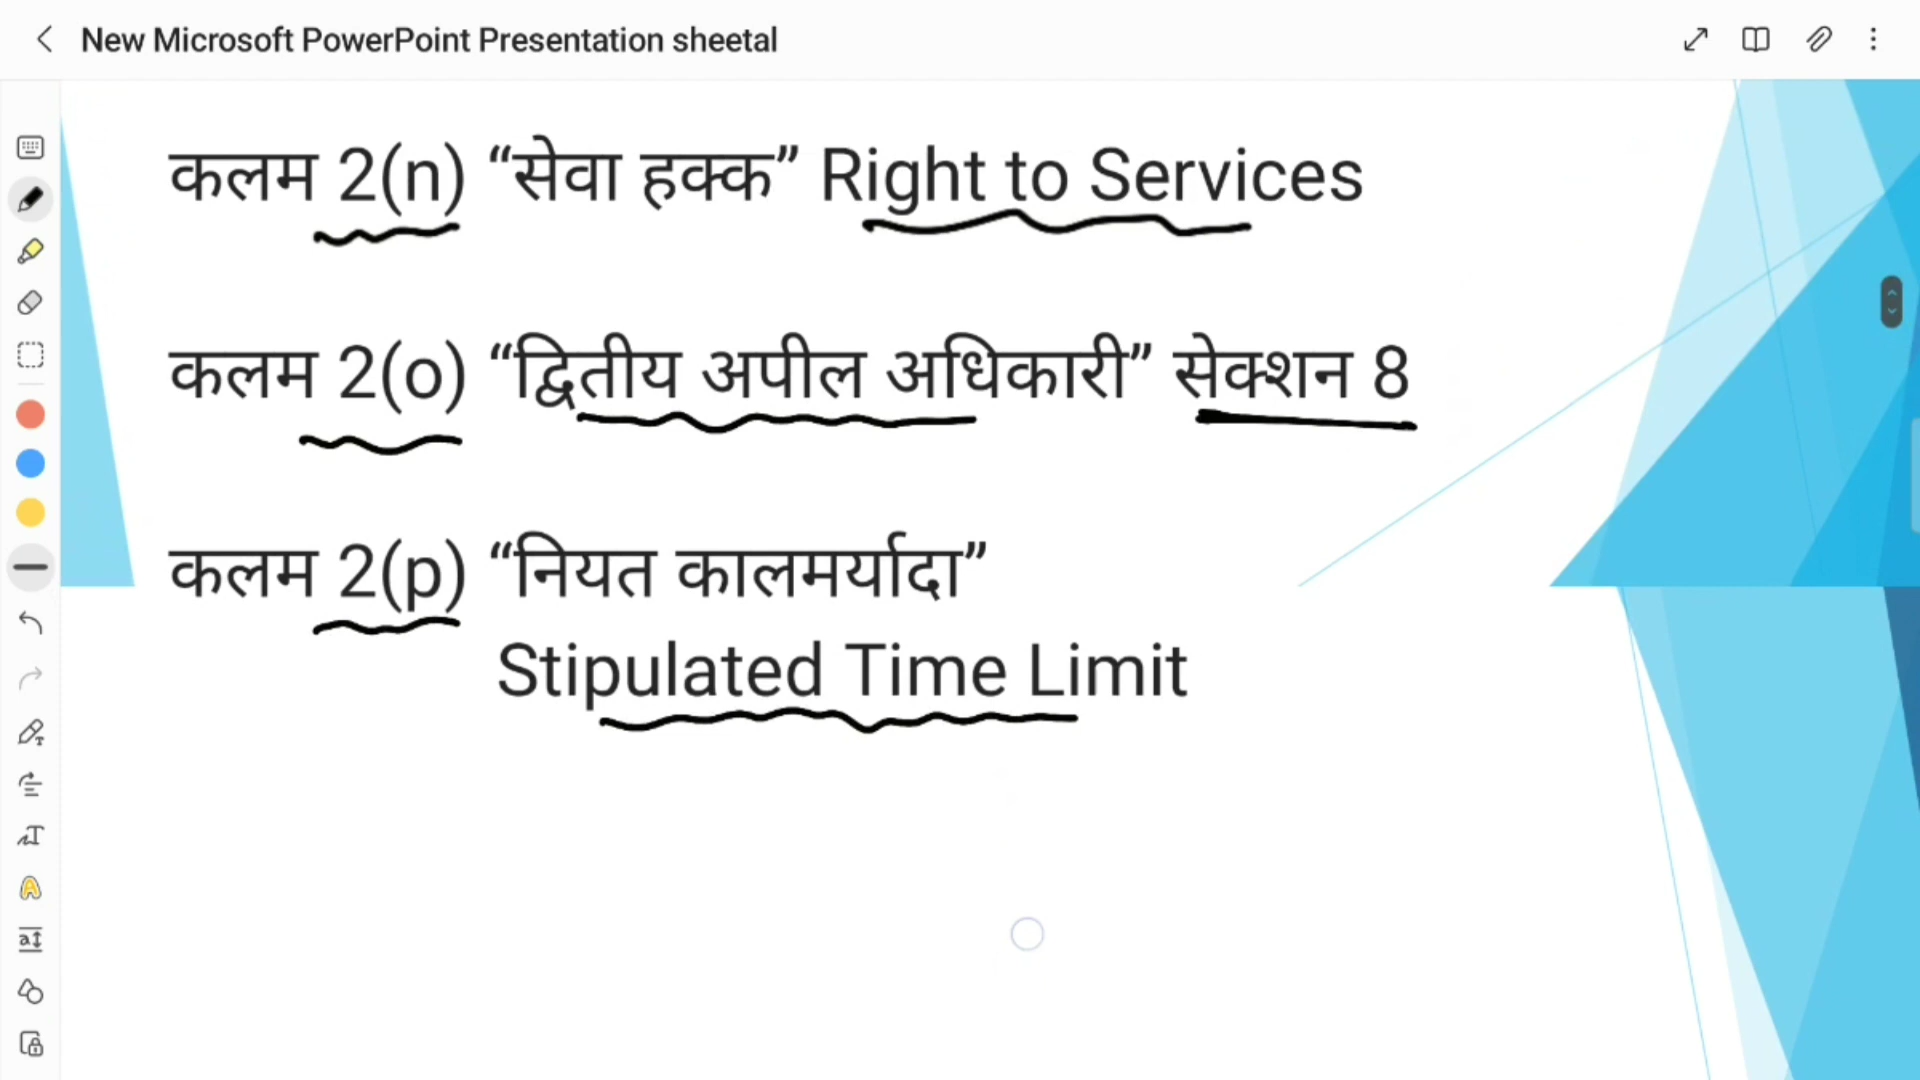 New Microsoft PowerPoint Presentation sheetal
कलम 2(n) “सेवा हक्क” Right to Services
कलम 2(o) “द्वितीय अपील अधिकारी” सेक्शन 8
कलम 2(p) “नियत कालमर्यादा”
Stipulated Time Limit